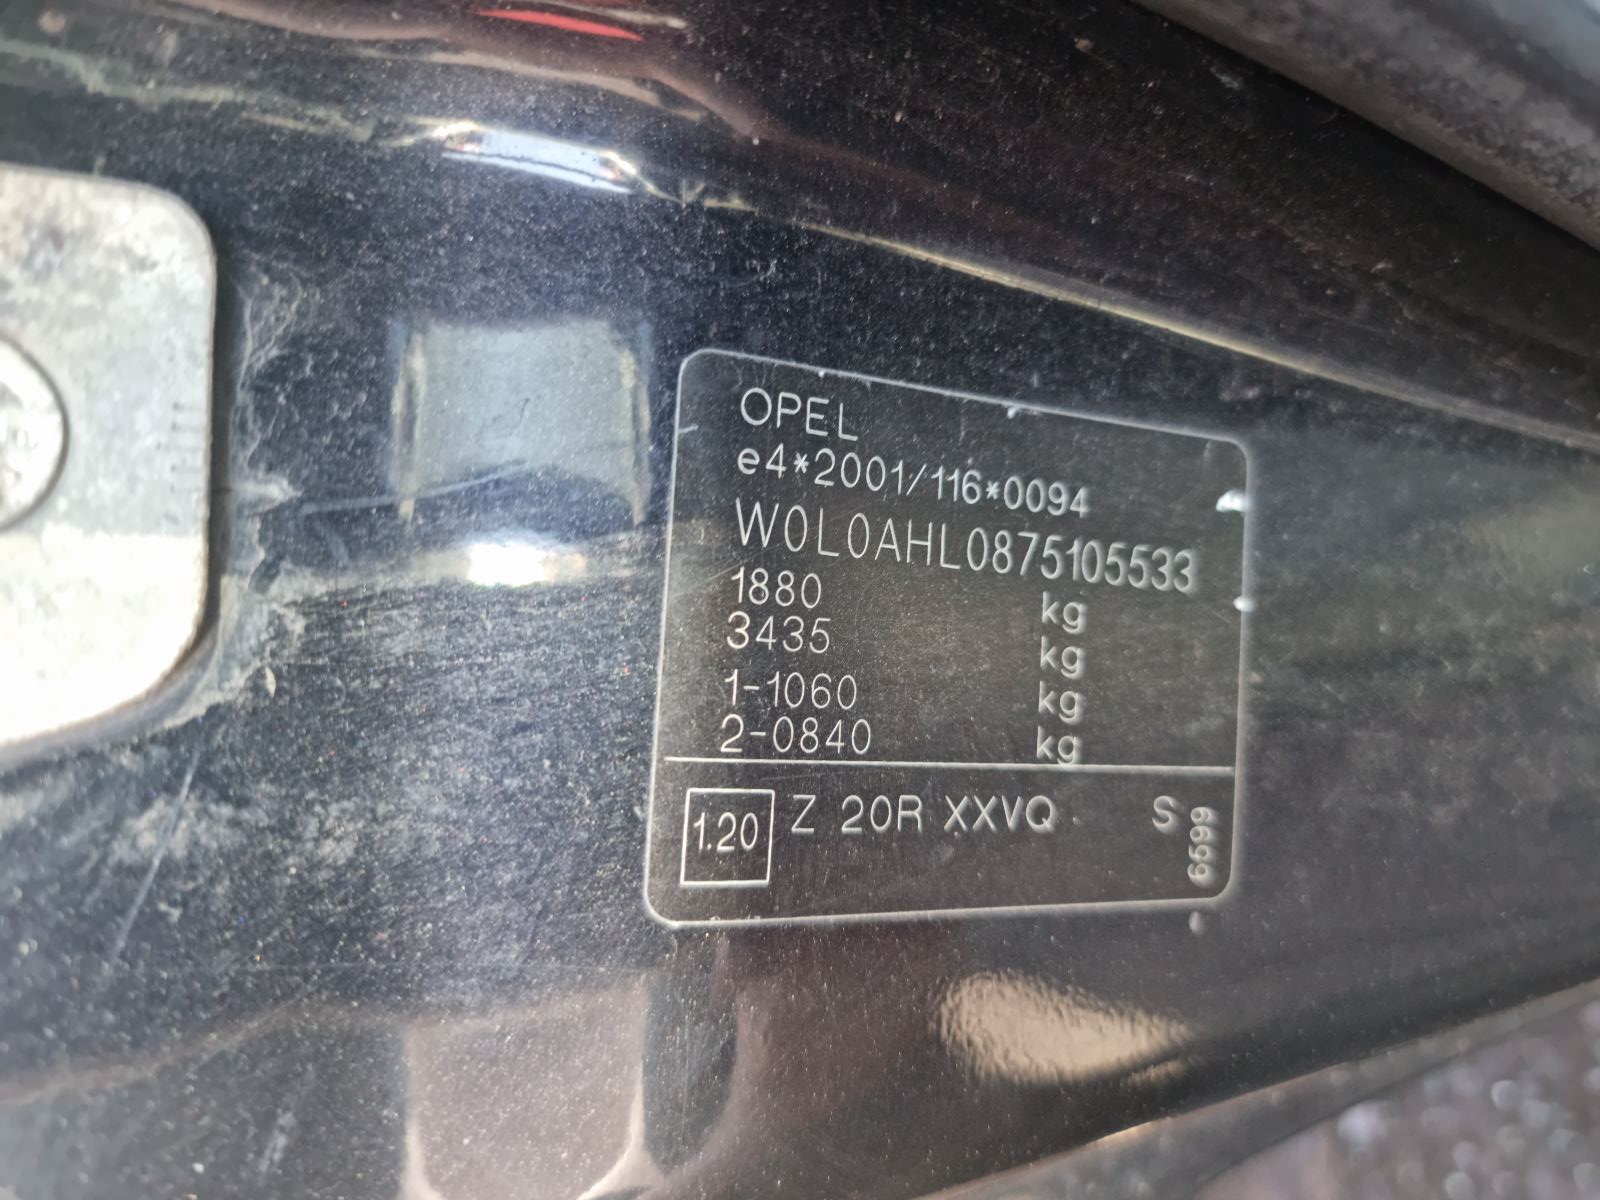 OPEL
e4*2001/116*0094
W0L0AHL0875105533
1880 kg
3435 kg
1-1060 kg
2-0840 kg
1.20 Z 20R XXVQ S 6599